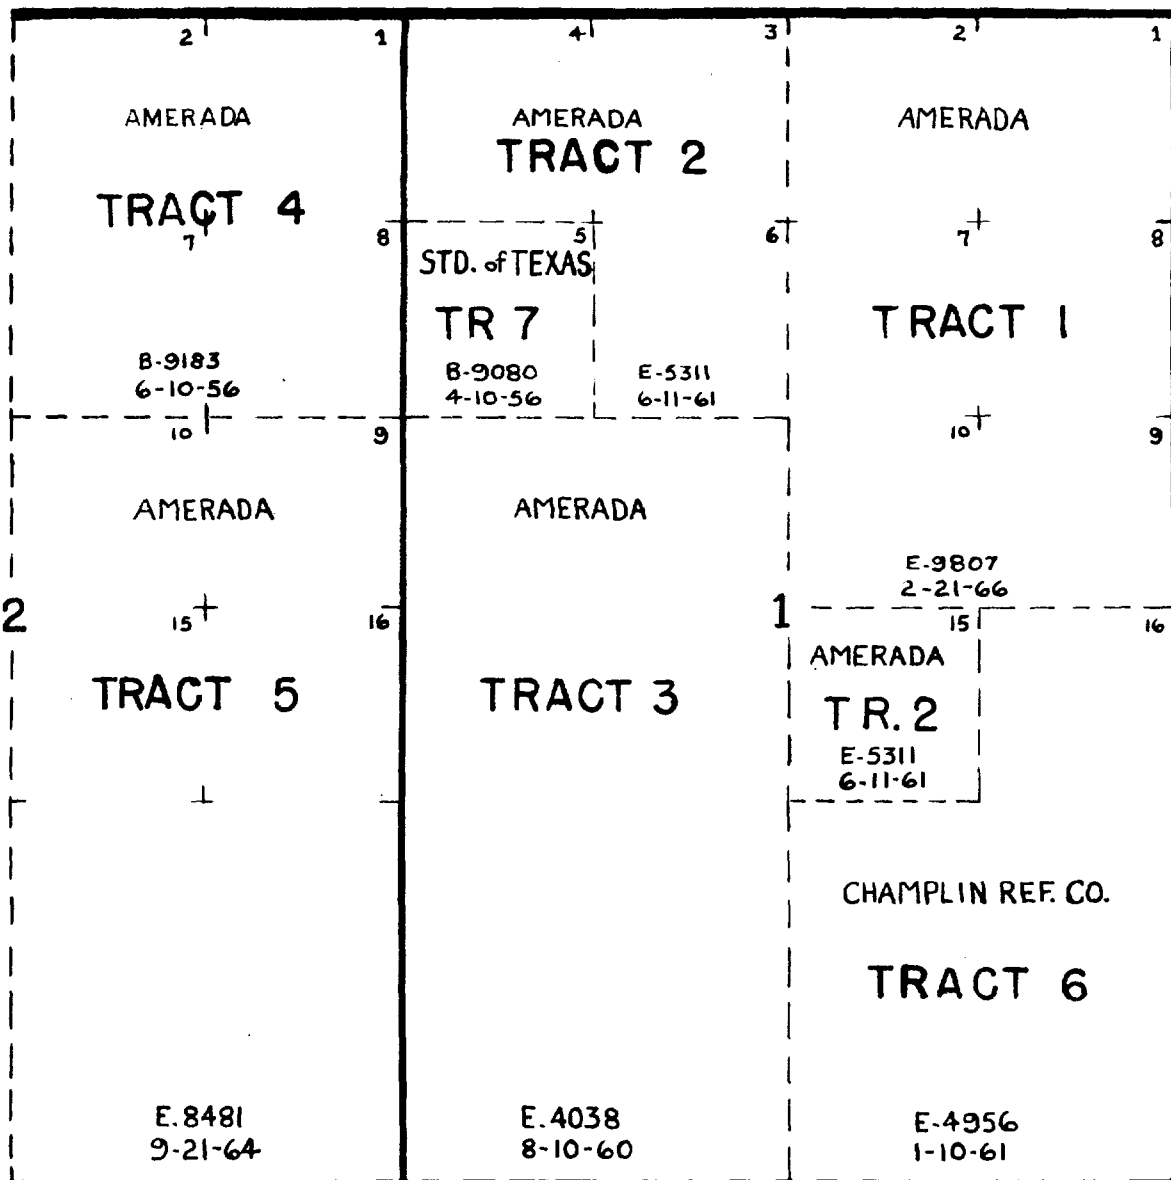 2 1 4 3 2 1
AMERADA AMERADA AMERADA
TRACT 2
TRACT 4
7 8 5 6 7 8
STD. of TEXAS
TR 7 TRACT 1
B-9183 B-9080 E-5311
6-10-56 4-10-56 6-11-61
10 9 10 9
AMERADA AMERADA
E-9807
2-21-66
2 15 16 1 15 16
AMERADA
TRACT 5 TRACT 3 TR. 2
E-5311
6-11-61
CHAMPLIN REF. CO.
TRACT 6
E.8481 E.4038 E-4956
9-21-64 8-10-60 1-10-61